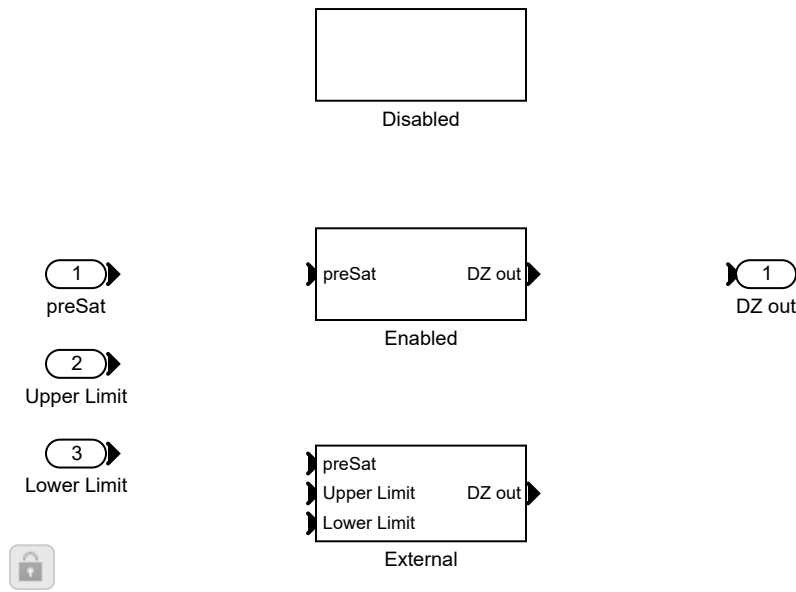 Disabled
1
preSat
2
Upper Limit
3
Lower Limit
preSat DZ out
Enabled
preSat
Upper Limit DZ out
Lower Limit
External
1
DZ out